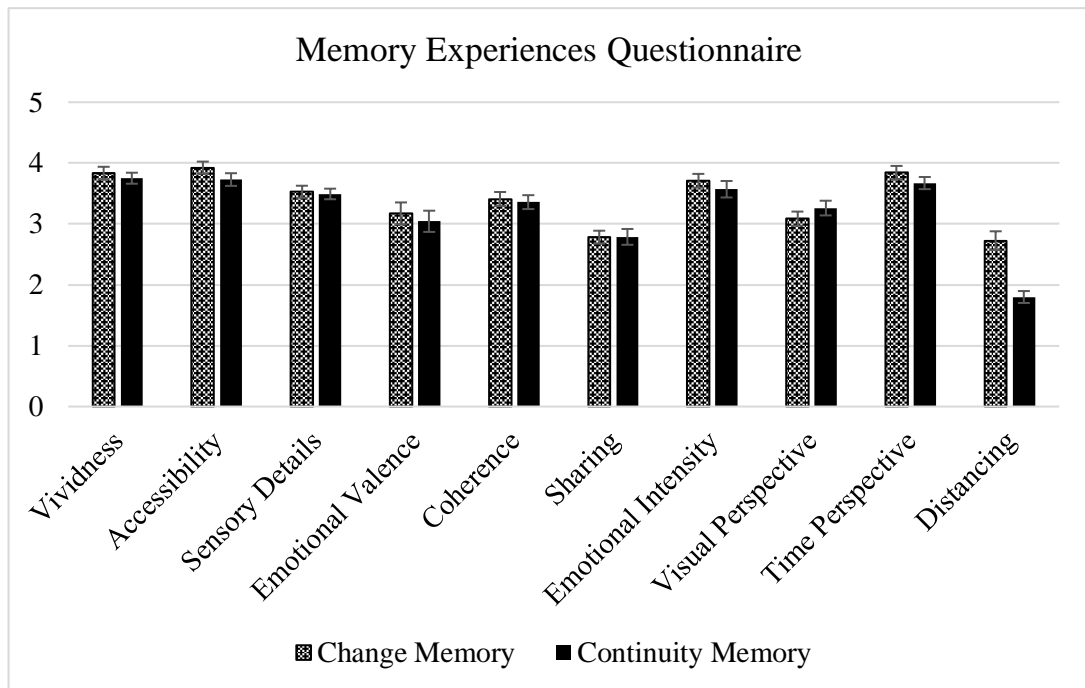 Memory Experiences Questionnaire
5
4
3
2
1
0
Vividness
Accessibility
Sensory Details
Emotional Valence
Coherence
Sharing
Emotional Intensity
Visual Perspective
Time Perspective
Distancing
Change Memory
Continuity Memory